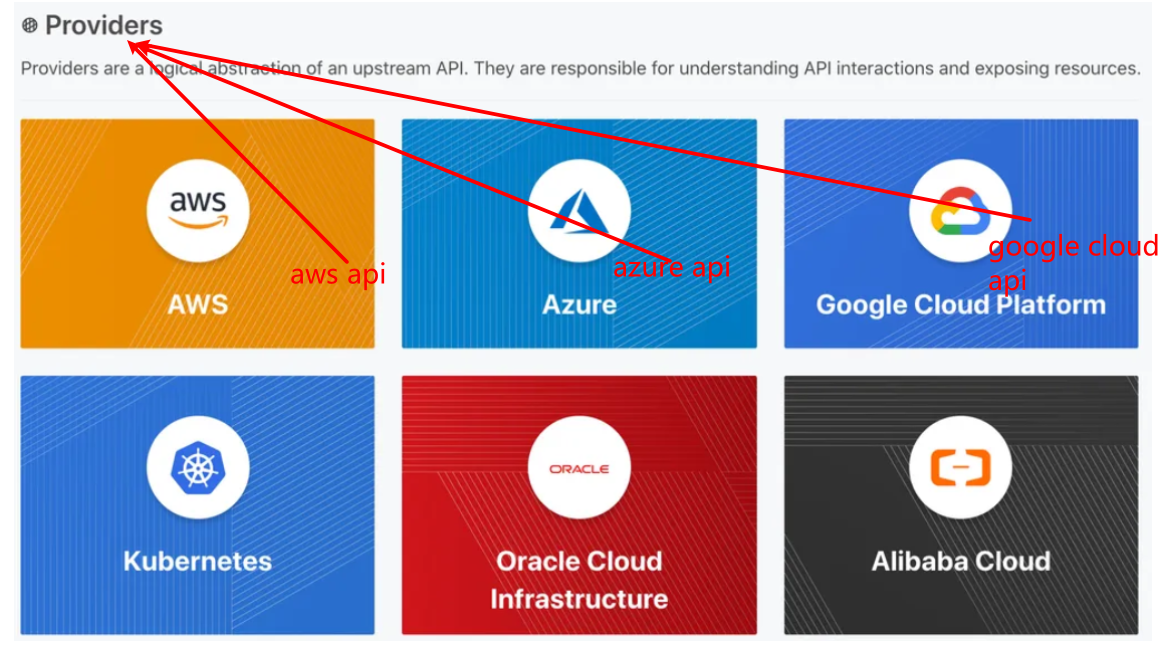 Providers
Providers are a logical abstraction of an upstream API. They are responsible for understanding API interactions and exposing resources.
aws
aws api
AWS
azure api
Azure
google cloud
api
Google Cloud Platform
Kubernetes
ORACLE
Oracle Cloud
Infrastructure
Alibaba Cloud